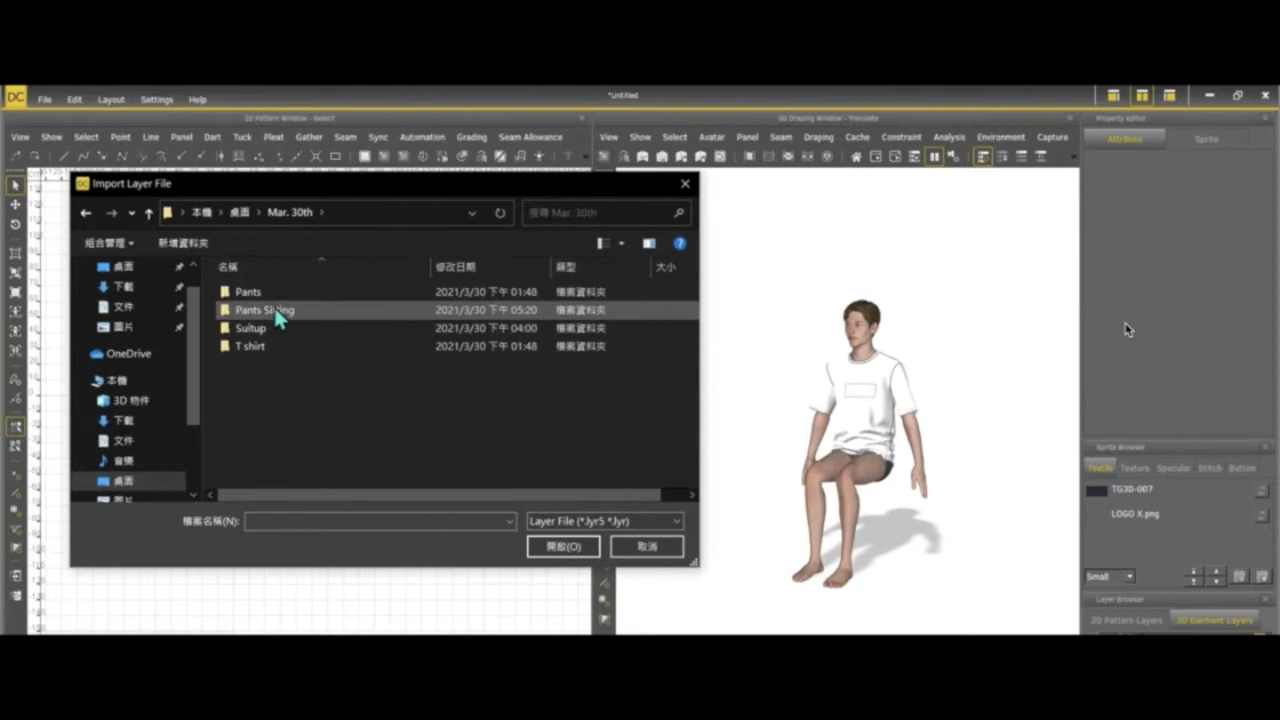 DC File Edit Layout Settings Help
*Untitled
2D Pattern Window - Select
3D Draping Window - Translate
Property Editor
View Show Select Point Line Panel Dart Tuck Pleat Gather Seam Sync Automation Grading Seam Allowance
View Show Select Avatar Panel Seam Draping Cache Constraint Analysis Environment Capture
Attribute Sprite
DC Import Layer File
本機 桌面 Mar. 30th
搜尋 Mar. 30th
組合管理 新增資料夾
名稱 修改日期 類型 大小
桌面
下載
文件
圖片
OneDrive
本機
3D 物件
下載
文件
音樂
桌面
圖片
Pants 2021/3/30 下午 01:48 檔案資料夾
Pants Sitting 2021/3/30 下午 05:20 檔案資料夾
Suitup 2021/3/30 下午 04:00 檔案資料夾
T shirt 2021/3/30 下午 01:48 檔案資料夾
檔案名稱(N): Layer File (*.lyr5 *.lyr)
開啟(O) 取消
Sprite Browser
Textile Texture Specular Stitch Button
TG3D-007
LOGO X.png
Small
Layer Browser
2D Pattern Layers 3D Garment Layers